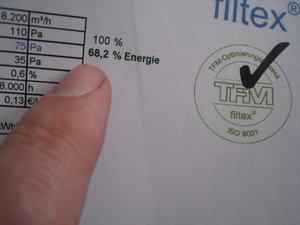 filtex®
8.200 m³/h
110 Pa
100 %
75 Pa
68,2 % Energie
35 Pa
0,6 %
8.000 h
0,13 €/
kWh
TFM
filtex®
ISO 9001